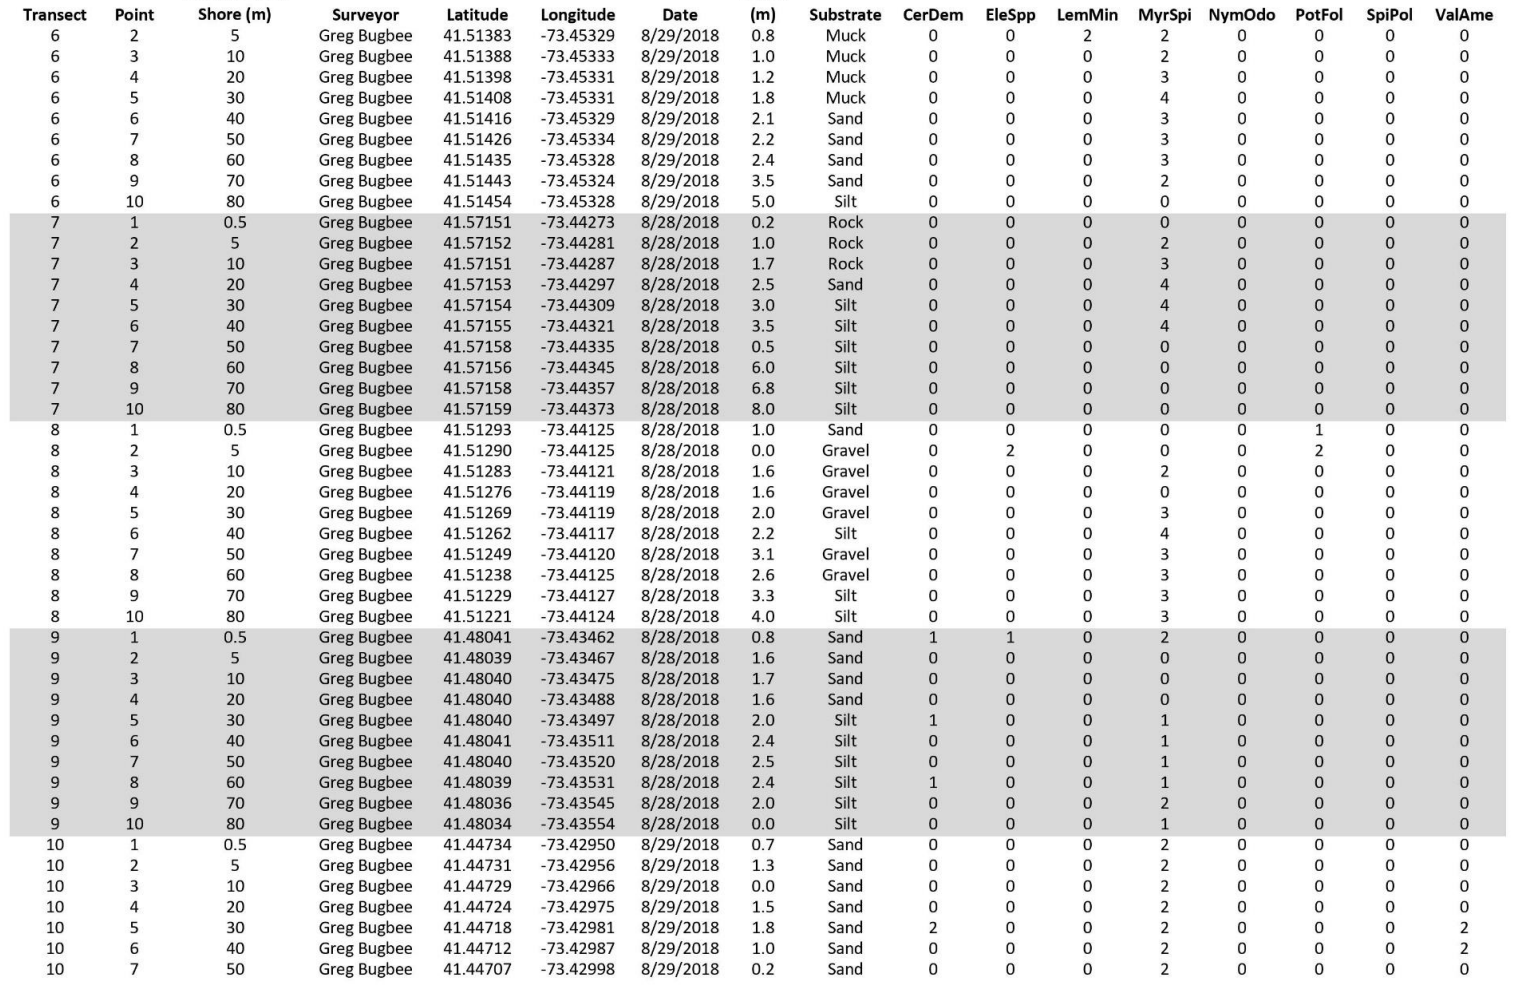 Transect Point Shore (m) Surveyor Latitude Longitude Date (m) Substrate CerDem EleSpp LemMin MyrSpi NymOdo PotFol SpiPol ValAme
6 2 5 Greg Bugbee 41.51383 -73.45329 8/29/2018 0.8 Muck 0 0 2 2 0 0 0 0
6 3 10 Greg Bugbee 41.51388 -73.45333 8/29/2018 1.0 Muck 0 0 0 2 0 0 0 0
6 4 20 Greg Bugbee 41.51398 -73.45331 8/29/2018 1.2 Muck 0 0 0 3 0 0 0 0
6 5 30 Greg Bugbee 41.51408 -73.45331 8/29/2018 1.8 Muck 0 0 0 4 0 0 0 0
6 6 40 Greg Bugbee 41.51416 -73.45329 8/29/2018 2.1 Sand 0 0 0 3 0 0 0 0
6 7 50 Greg Bugbee 41.51426 -73.45334 8/29/2018 2.2 Sand 0 0 0 3 0 0 0 0
6 8 60 Greg Bugbee 41.51435 -73.45328 8/29/2018 2.4 Sand 0 0 0 3 0 0 0 0
6 9 70 Greg Bugbee 41.51443 -73.45324 8/29/2018 3.5 Sand 0 0 0 2 0 0 0 0
6 10 80 Greg Bugbee 41.51454 -73.45328 8/29/2018 5.0 Silt 0 0 0 0 0 0 0 0
7 1 0.5 Greg Bugbee 41.57151 -73.44273 8/28/2018 0.2 Rock 0 0 0 0 0 0 0 0
7 2 5 Greg Bugbee 41.57152 -73.44281 8/28/2018 1.0 Rock 0 0 0 2 0 0 0 0
7 3 10 Greg Bugbee 41.57151 -73.44287 8/28/2018 1.7 Rock 0 0 0 3 0 0 0 0
7 4 20 Greg Bugbee 41.57153 -73.44297 8/28/2018 2.5 Sand 0 0 0 4 0 0 0 0
7 5 30 Greg Bugbee 41.57154 -73.44309 8/28/2018 3.0 Silt 0 0 0 4 0 0 0 0
7 6 40 Greg Bugbee 41.57155 -73.44321 8/28/2018 3.5 Silt 0 0 0 4 0 0 0 0
7 7 50 Greg Bugbee 41.57158 -73.44335 8/28/2018 0.5 Silt 0 0 0 0 0 0 0 0
7 8 60 Greg Bugbee 41.57156 -73.44345 8/28/2018 6.0 Silt 0 0 0 0 0 0 0 0
7 9 70 Greg Bugbee 41.57158 -73.44357 8/28/2018 6.8 Silt 0 0 0 0 0 0 0 0
7 10 80 Greg Bugbee 41.57159 -73.44373 8/28/2018 8.0 Silt 0 0 0 0 0 0 0 0
8 1 0.5 Greg Bugbee 41.51293 -73.44125 8/28/2018 1.0 Sand 0 0 0 0 0 1 0 0
8 2 5 Greg Bugbee 41.51290 -73.44125 8/28/2018 0.0 Gravel 0 2 0 0 0 2 0 0
8 3 10 Greg Bugbee 41.51283 -73.44121 8/28/2018 1.6 Gravel 0 0 0 2 0 0 0 0
8 4 20 Greg Bugbee 41.51276 -73.44119 8/28/2018 1.6 Gravel 0 0 0 0 0 0 0 0
8 5 30 Greg Bugbee 41.51269 -73.44119 8/28/2018 2.0 Gravel 0 0 0 3 0 0 0 0
8 6 40 Greg Bugbee 41.51262 -73.44117 8/28/2018 2.2 Silt 0 0 0 4 0 0 0 0
8 7 50 Greg Bugbee 41.51249 -73.44120 8/28/2018 3.1 Gravel 0 0 0 3 0 0 0 0
8 8 60 Greg Bugbee 41.51238 -73.44125 8/28/2018 2.6 Gravel 0 0 0 3 0 0 0 0
8 9 70 Greg Bugbee 41.51229 -73.44127 8/28/2018 3.3 Silt 0 0 0 3 0 0 0 0
8 10 80 Greg Bugbee 41.51221 -73.44124 8/28/2018 4.0 Silt 0 0 0 3 0 0 0 0
9 1 0.5 Greg Bugbee 41.48041 -73.43462 8/28/2018 0.8 Sand 1 1 0 2 0 0 0 0
9 2 5 Greg Bugbee 41.48039 -73.43467 8/28/2018 1.6 Sand 0 0 0 0 0 0 0 0
9 3 10 Greg Bugbee 41.48040 -73.43475 8/28/2018 1.7 Sand 0 0 0 0 0 0 0 0
9 4 20 Greg Bugbee 41.48040 -73.43488 8/28/2018 1.6 Sand 0 0 0 0 0 0 0 0
9 5 30 Greg Bugbee 41.48040 -73.43497 8/28/2018 2.0 Silt 1 0 0 1 0 0 0 0
9 6 40 Greg Bugbee 41.48041 -73.43511 8/28/2018 2.4 Silt 0 0 0 1 0 0 0 0
9 7 50 Greg Bugbee 41.48040 -73.43520 8/28/2018 2.5 Silt 0 0 0 1 0 0 0 0
9 8 60 Greg Bugbee 41.48039 -73.43531 8/28/2018 2.4 Silt 1 0 0 1 0 0 0 0
9 9 70 Greg Bugbee 41.48036 -73.43545 8/28/2018 2.0 Silt 0 0 0 2 0 0 0 0
9 10 80 Greg Bugbee 41.48034 -73.43554 8/28/2018 0.0 Silt 0 0 0 1 0 0 0 0
10 1 0.5 Greg Bugbee 41.44734 -73.42950 8/29/2018 0.7 Sand 0 0 0 2 0 0 0 0
10 2 5 Greg Bugbee 41.44731 -73.42956 8/29/2018 1.3 Sand 0 0 0 2 0 0 0 0
10 3 10 Greg Bugbee 41.44729 -73.42966 8/29/2018 0.0 Sand 0 0 0 2 0 0 0 0
10 4 20 Greg Bugbee 41.44724 -73.42975 8/29/2018 1.5 Sand 0 0 0 2 0 0 0 0
10 5 30 Greg Bugbee 41.44718 -73.42981 8/29/2018 1.8 Sand 2 0 0 2 0 0 0 2
10 6 40 Greg Bugbee 41.44712 -73.42987 8/29/2018 1.0 Sand 0 0 0 2 0 0 0 2
10 7 50 Greg Bugbee 41.44707 -73.42998 8/29/2018 0.2 Sand 0 0 0 2 0 0 0 0